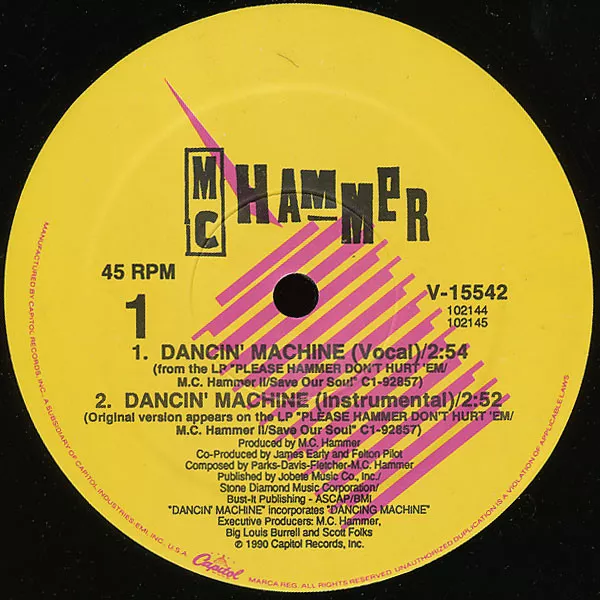 MC HAMMER
45 RPM
1
V-15542
102144
102145
1. DANCIN' MACHINE (Vocal)/2:54
(from the LP "PLEASE HAMMER DON'T HURT 'EM/
M.C. Hammer II/Save Our Soul" C1-92857)
2. DANCIN' MACHINE (Instrumental)/2:52
(Original version appears on the LP "PLEASE HAMMER DON'T HURT 'EM/
M.C. Hammer II/Save Our Soul" C1-92857)
Produced by M.C. Hammer
Co-Produced by James Early and Felton Pilot
Composed by Parks-Davis-Fletcher-M.C. Hammer
Published by Jobete Music Co., Inc./
Stone Diamond Music Corporation/
Bust-It Publishing - ASCAP/BMI
"DANCIN' MACHINE" incorporates "DANCING MACHINE"
Executive Producers: M.C. Hammer,
Big Louis Burrell and Scott Folks
℗ 1990 Capitol Records, Inc.
MANUFACTURED BY CAPITOL RECORDS, INC., A SUBSIDIARY OF CAPITOL INDUSTRIES-EMI, INC., U.S.A. Capitol MARCA REG. ALL RIGHTS RESERVED. UNAUTHORIZED DUPLICATION IS A VIOLATION OF APPLICABLE LAWS